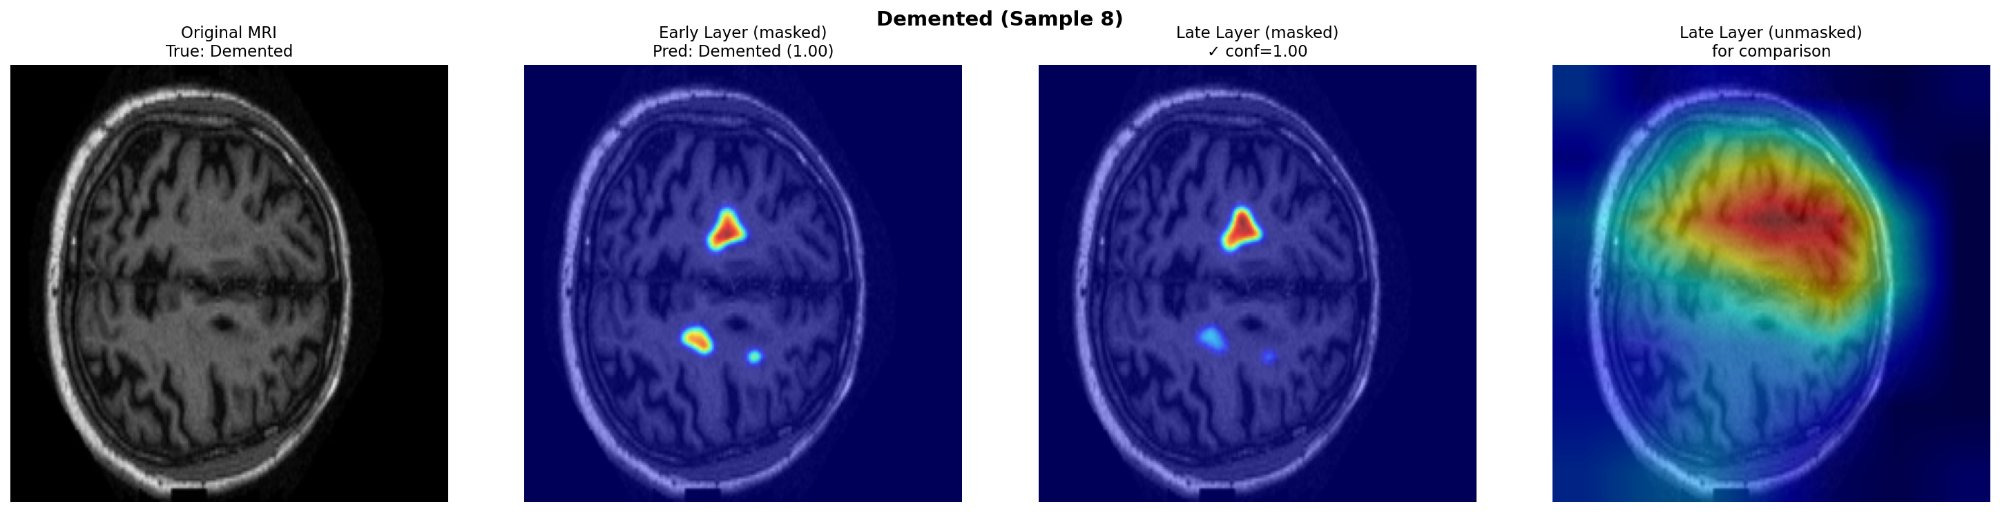 Demented (Sample 8)
Original MRI
True: Demented
Early Layer (masked)
Pred: Demented (1.00)
Late Layer (masked)
✓ conf=1.00
Late Layer (unmasked)
for comparison